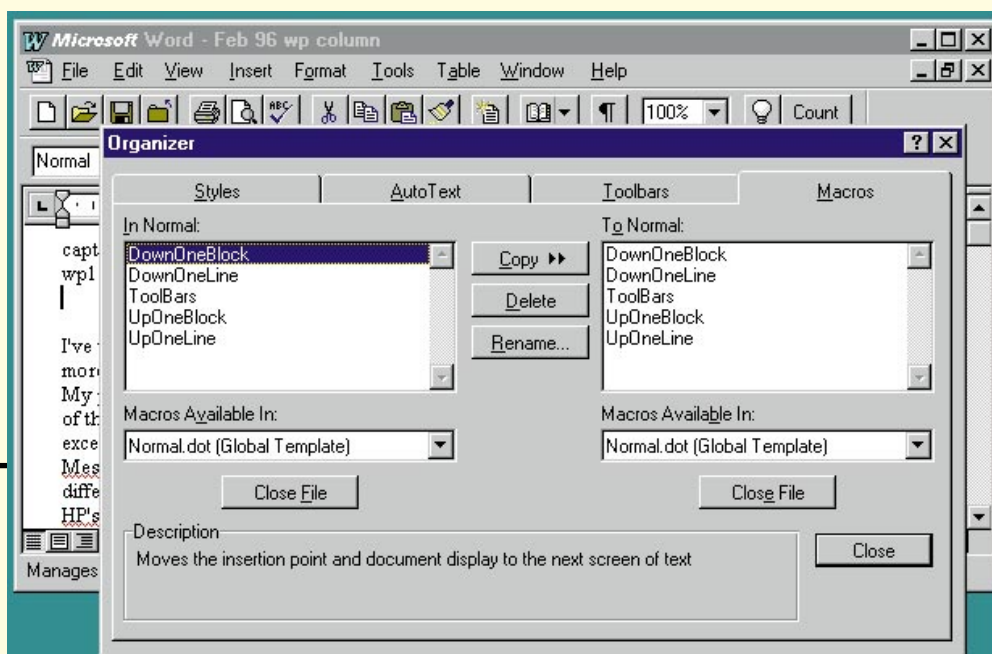 Microsoft Word - Feb 96 wp column
File Edit View Insert Format Tools Table Window Help
ABC 100% Count
Normal
Organizer
Styles AutoText Toolbars Macros
In Normal: To Normal:
DownOneBlock Copy DownOneBlock
DownOneLine DownOneLine
ToolBars Delete ToolBars
UpOneBlock UpOneBlock
UpOneLine Rename... UpOneLine
capt
wp1
I've
more
My
of th
Macros Available In: Macros Available In:
exce Normal.dot (Global Template) Normal.dot (Global Template)
Mes
diffe Close File Close File
HP's
Description
Moves the insertion point and document display to the next screen of text Close
Manages